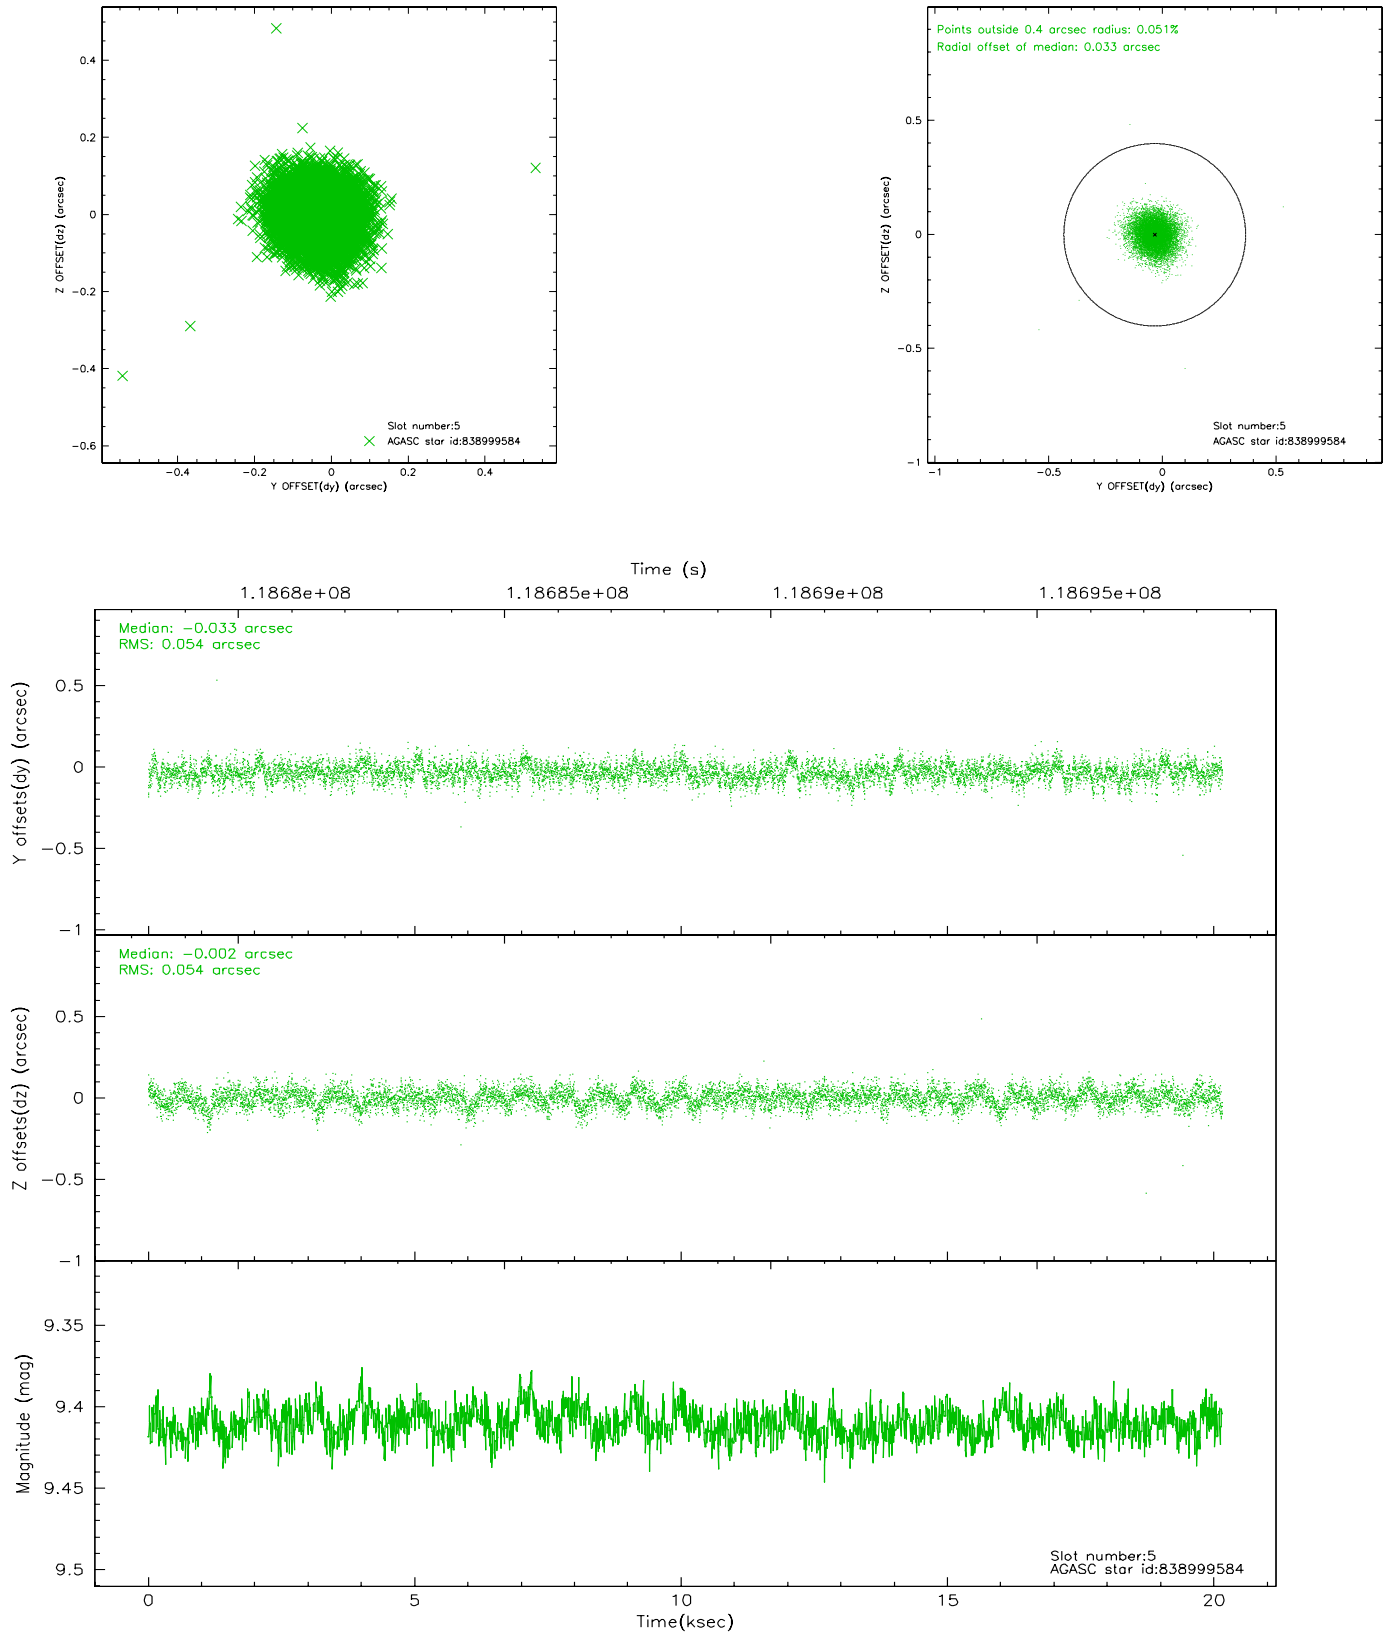 0.4
0.2
0
−0.2
−0.4
−0.6
Z OFFSET(dz) (arcsec)
−0.4 −0.2 0 0.2 0.4
Y OFFSET(dy) (arcsec)
Slot number:5
AGASC star id:838999584
Points outside 0.4 arcsec radius: 0.051%
Radial offset of median: 0.033 arcsec
0.5
0
−0.5
−1
Z OFFSET(dz) (arcsec)
−1 −0.5 0 0.5
Y OFFSET(dy) (arcsec)
Slot number:5
AGASC star id:838999584
Time (s)
1.1868e+08 1.18685e+08 1.1869e+08 1.18695e+08
Median: −0.033 arcsec
RMS: 0.054 arcsec
0.5
0
−0.5
−1
Y offsets(dy) (arcsec)
Median: −0.002 arcsec
RMS: 0.054 arcsec
0.5
0
−0.5
−1
Z offsets(dz) (arcsec)
9.35
9.4
9.45
9.5
Magnitude (mag)
Slot number:5
AGASC star id:838999584
0 5 10 15 20
Time(ksec)